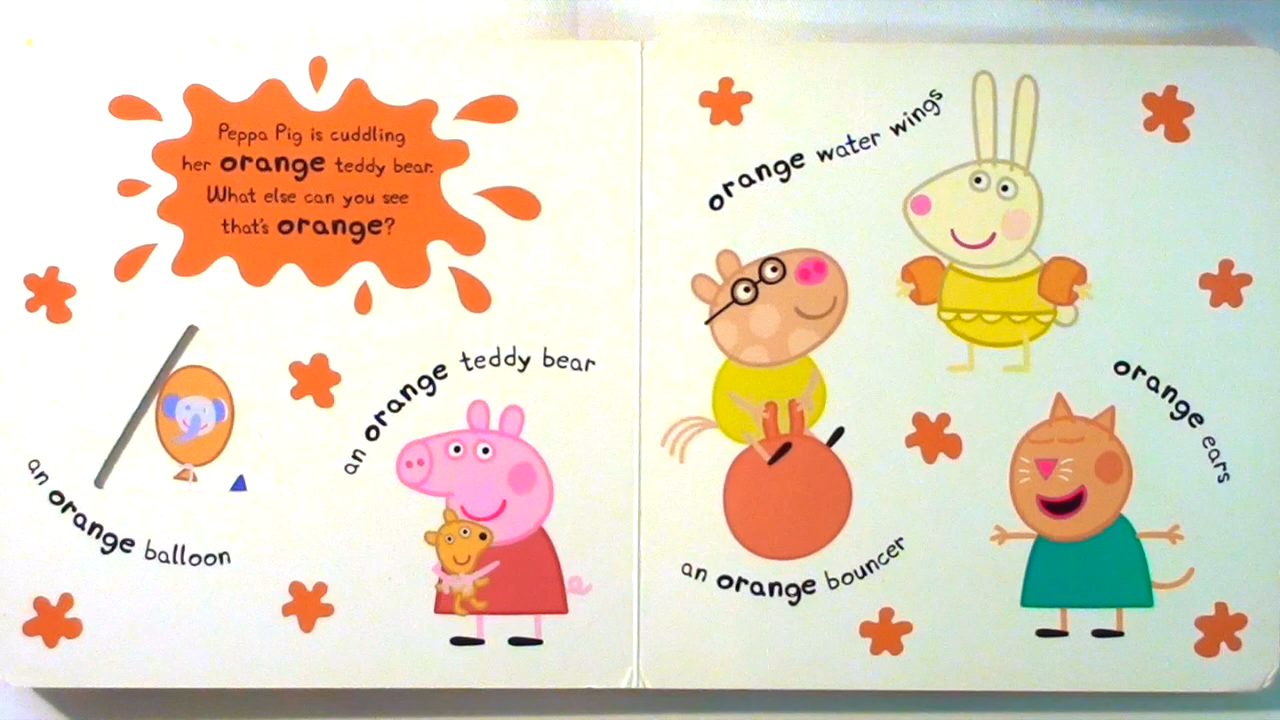 Peppa Pig is cuddling
her orange teddy bear.
What else can you see
that's orange?
an orange balloon
an orange teddy bear
orange water wings
an orange bouncer
orange ears